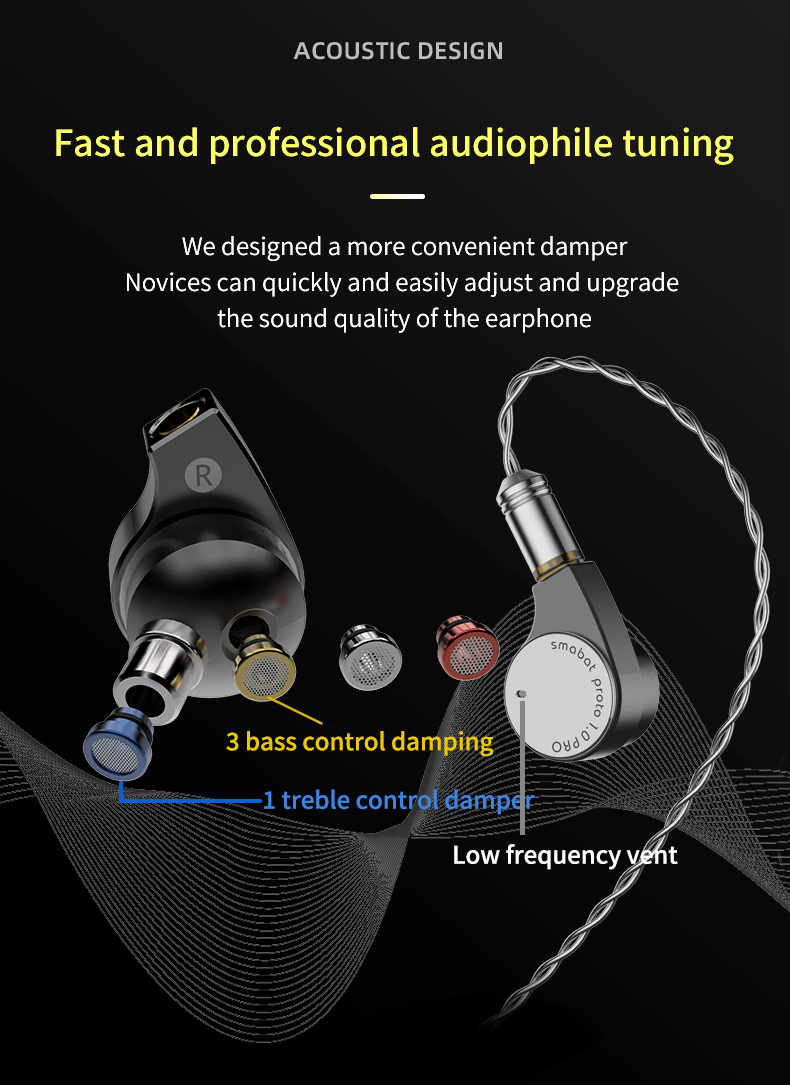 ACOUSTIC DESIGN
Fast and professional audiophile tuning
We designed a more convenient damper
Novices can quickly and easily adjust and upgrade
the sound quality of the earphone
R
smabat proto 1.0 PRO
3 bass control damping
1 treble control damper
Low frequency vent